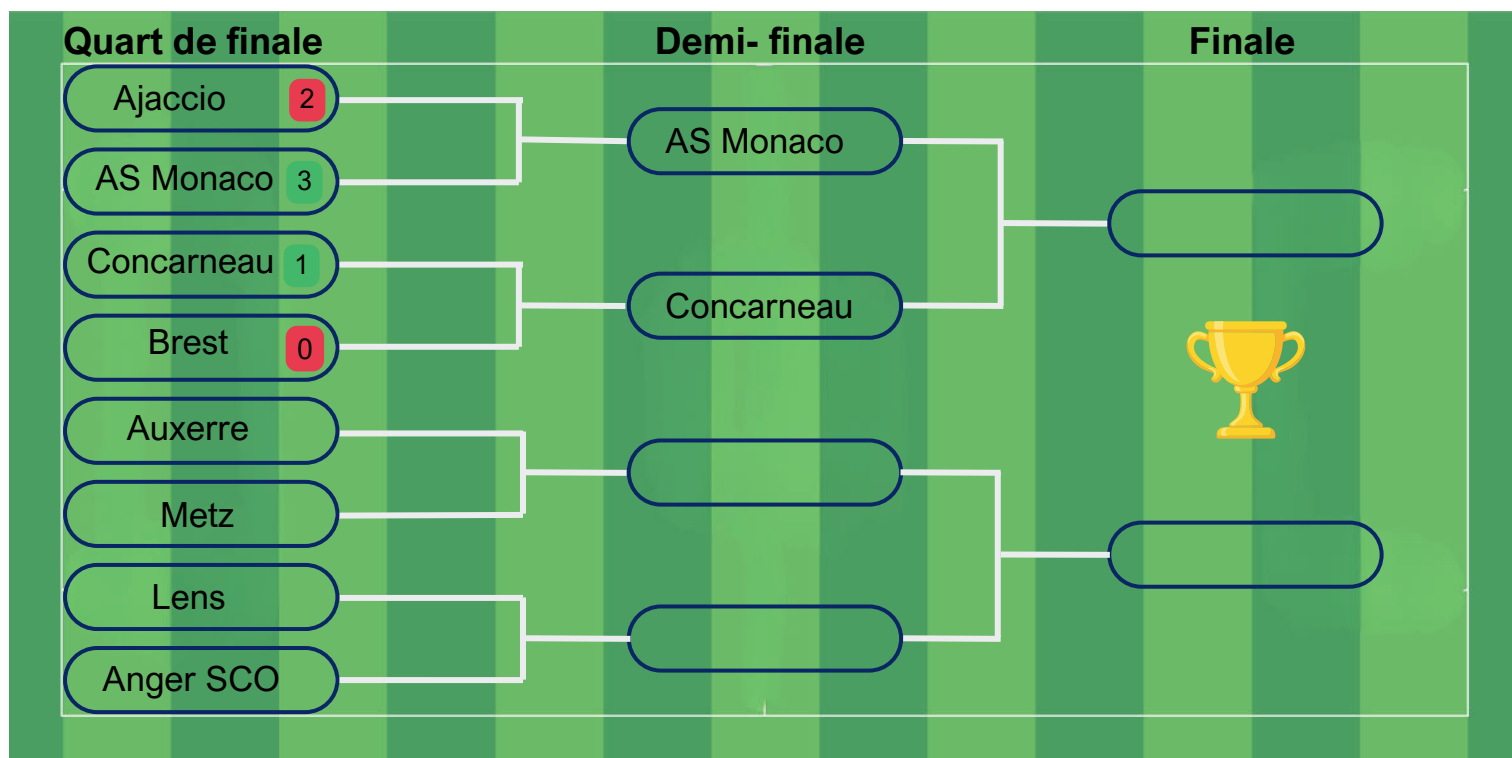 Quart de finale
Demi- finale
Finale
Ajaccio 2
AS Monaco 3
Concarneau 1
Brest 0
Auxerre
Metz
Lens
Anger SCO
AS Monaco
Concarneau